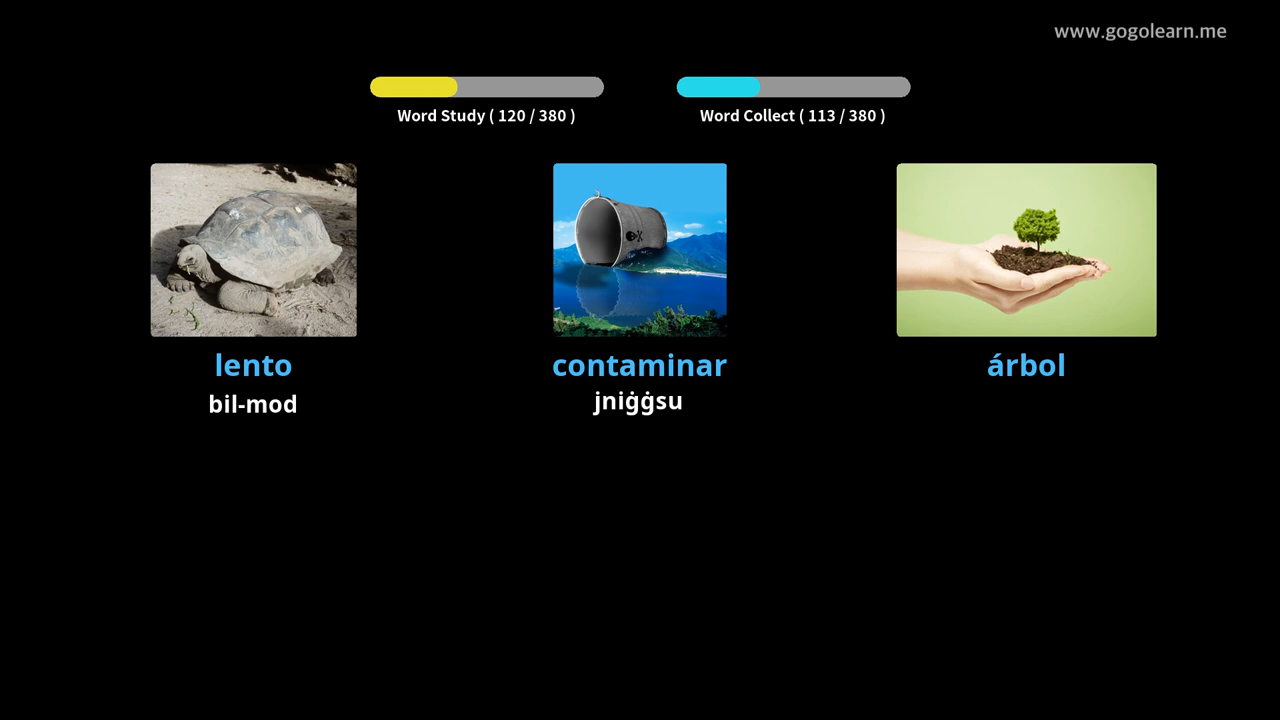 www.gogolearn.me
Word Study ( 120 / 380 )
Word Collect ( 113 / 380 )
lento
contaminar
árbol
bil-mod
jniġġsu